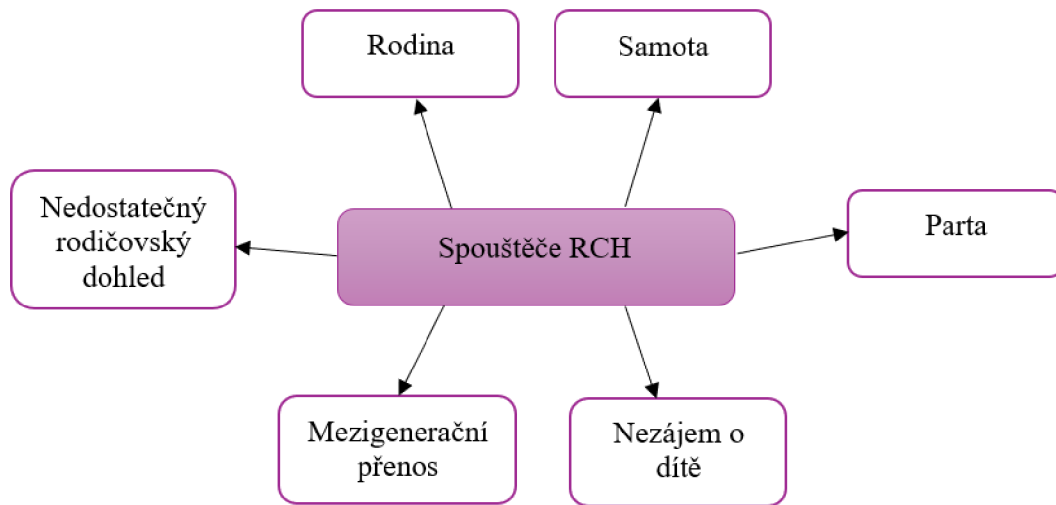 Rodina
Samota
Nedostatečný
rodičovský
dohled
Spouštěče RCH
Parta
Mezigenerační
přenos
Nezájem o
dítě